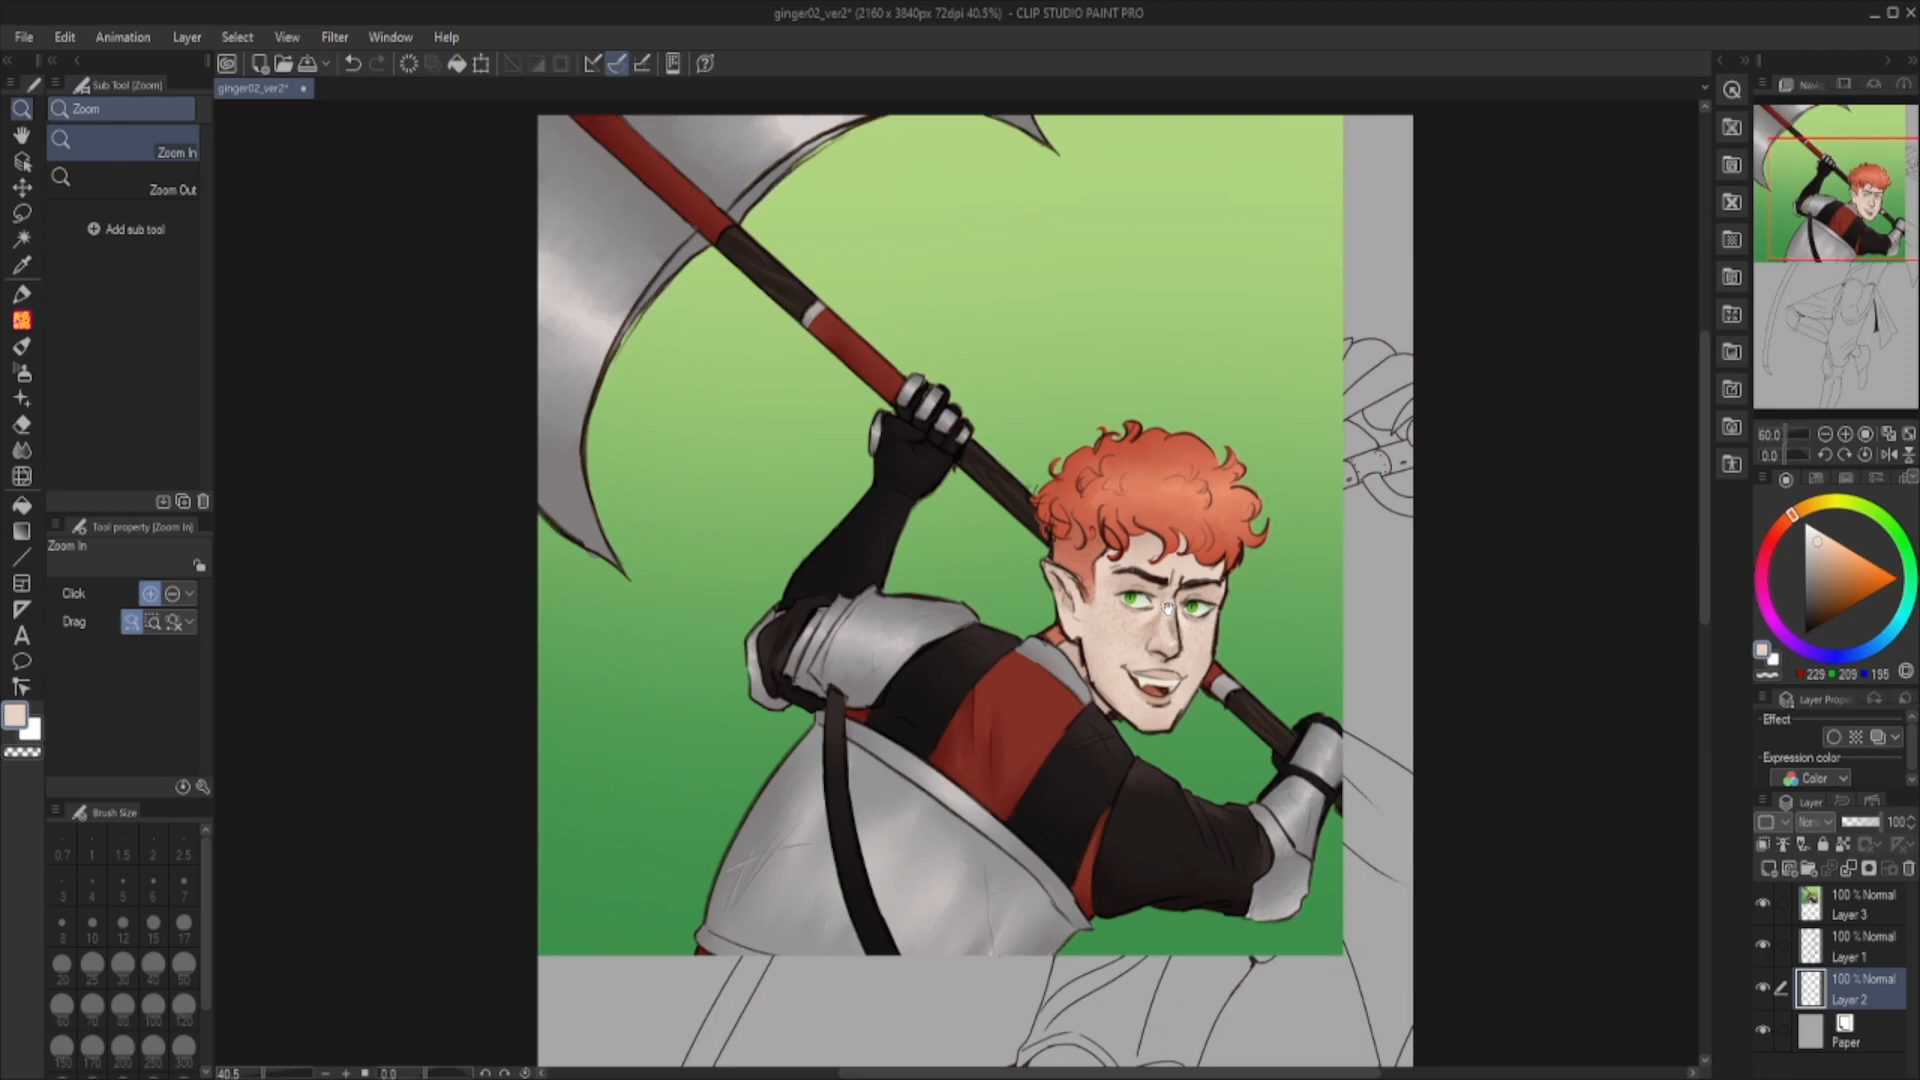 ginger02_ver2* (2160 x 3840px 72dpi 40.5%) - CLIP STUDIO PAINT PRO
File Edit Animation Layer Select View Filter Window Help
Sub Tool [Zoom]
ginger02_ver2*
Zoom
Zoom In
Zoom Out
Add sub tool
Tool property [Zoom In]
Zoom In
Click
Drag
Brush Size
0.7 1 1.5 2 2.5
3 4 5 6 7
8 10 12 15 17
20 25 30 40 50
60 70 80 100 120
150 170 200 250 300
40.5 0.0
60.0
0.0
229 209 195
Layer Prope
Effect
Expression color
Color
Layer
100
100 % Normal
Layer 3
100 % Normal
Layer 1
100 % Normal
Layer 2
Paper